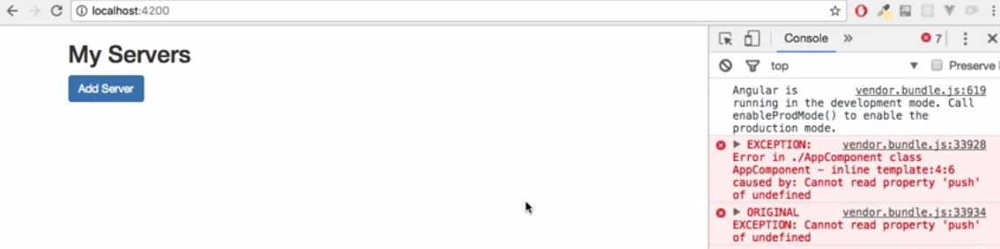 localhost:4200
Console
7
top
Preserve
My Servers
Add Server
Angular is vendor.bundle.js:619
running in the development mode. Call
enableProdMode() to enable the
production mode.
EXCEPTION: vendor.bundle.js:33928
Error in ./AppComponent class
AppComponent - inline template:4:6
caused by: Cannot read property 'push'
of undefined
ORIGINAL vendor.bundle.js:33934
EXCEPTION: Cannot read property 'push'
of undefined